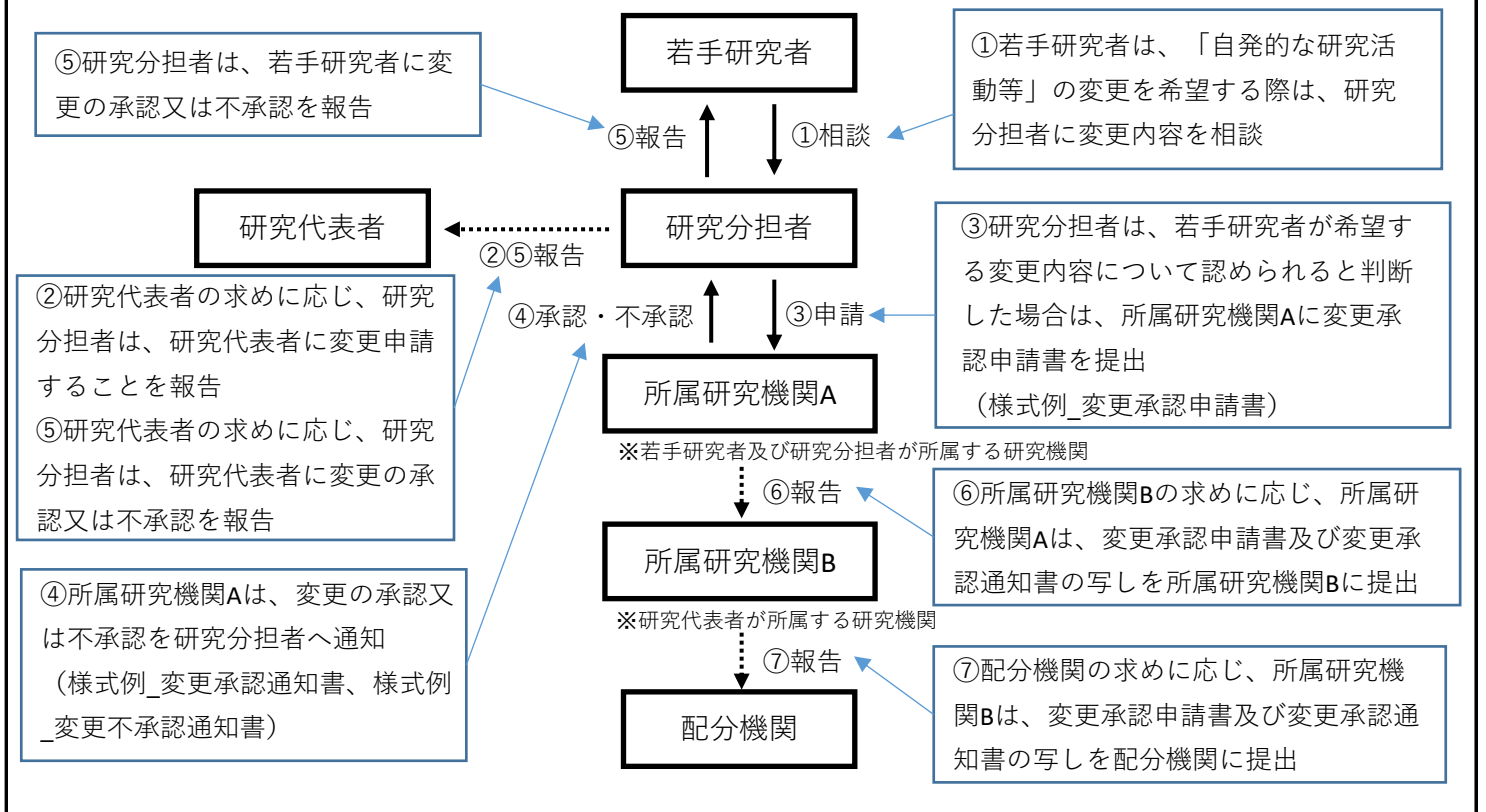 若手研究者
⑤研究分担者は、若手研究者に変
更の承認又は不承認を報告
①若手研究者は、「自発的な研究活
動等」の変更を希望する際は、研究
分担者に変更内容を相談
⑤報告
①相談
研究代表者
研究分担者
②⑤報告
②研究代表者の求めに応じ、研究
分担者は、研究代表者に変更申請
することを報告
⑤研究代表者の求めに応じ、研究
分担者は、研究代表者に変更の承
認又は不承認を報告
③研究分担者は、若手研究者が希望す
る変更内容について認められると判断
した場合は、所属研究機関Aに変更承
認申請書を提出
（様式例_変更承認申請書）
④承認・不承認
③申請
所属研究機関A
※若手研究者及び研究分担者が所属する研究機関
⑥報告
⑥所属研究機関Bの求めに応じ、所属研
究機関Aは、変更承認申請書及び変更承
認通知書の写しを所属研究機関Bに提出
所属研究機関B
※研究代表者が所属する研究機関
④所属研究機関Aは、変更の承認又
は不承認を研究分担者へ通知
（様式例_変更承認通知書、様式例
_変更不承認通知書）
⑦報告
⑦配分機関の求めに応じ、所属研究機
関Bは、変更承認申請書及び変更承認通
知書の写しを配分機関に提出
配分機関